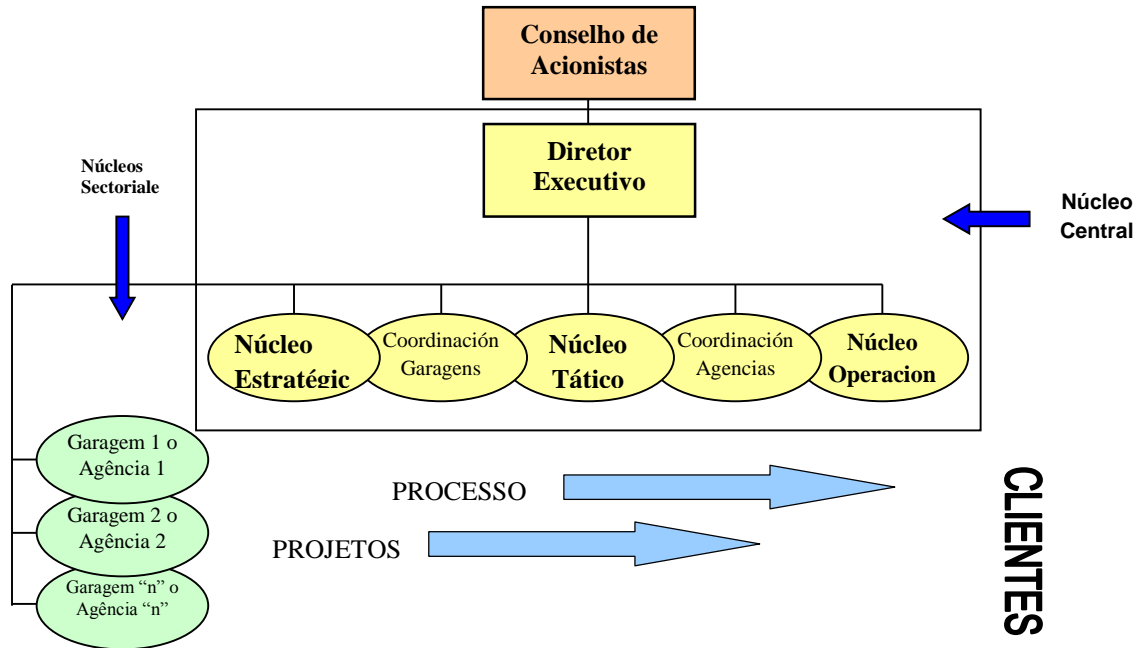 Conselho de
Acionistas
Diretor
Executivo
Núcleos
Sectoriale
Núcleo
Central
Núcleo
Estratégic
Coordinación
Garagens
Núcleo
Tático
Coordinación
Agencias
Núcleo
Operacion
Garagem 1 o
Agência 1
Garagem 2 o
Agência 2
Garagem “n” o
Agência “n”
PROCESSO
PROJETOS
CLIENTES